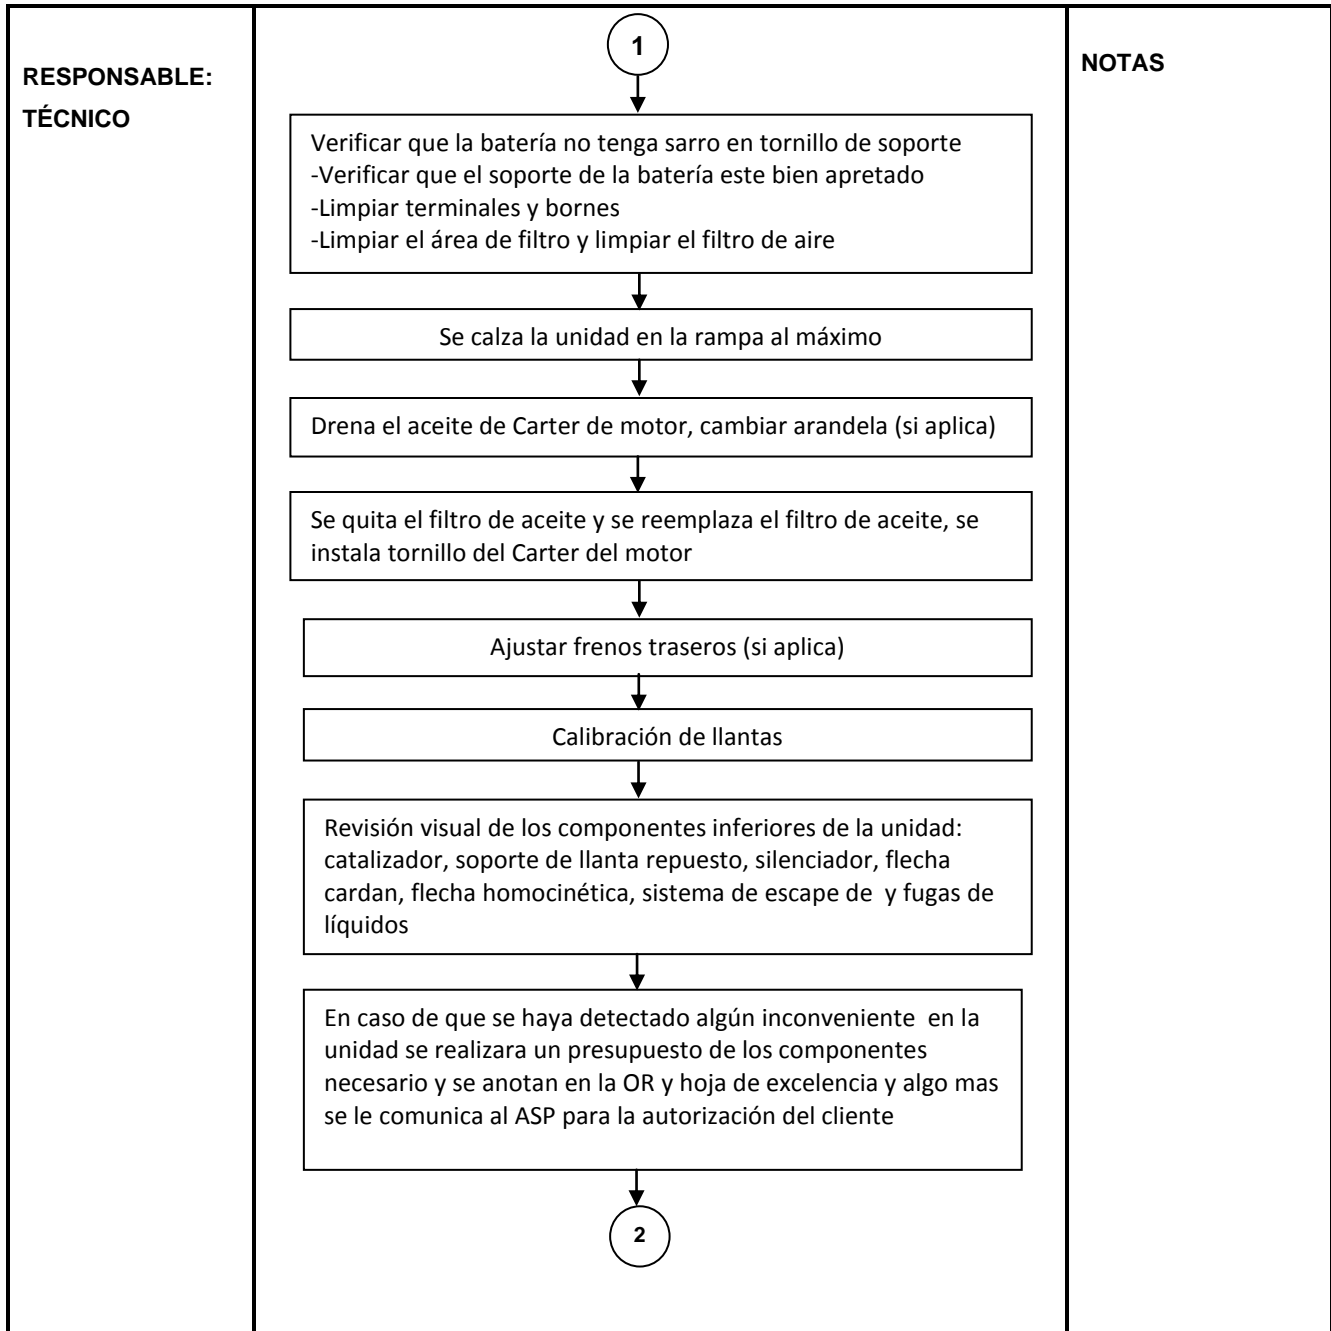 RESPONSABLE:
TÉCNICO
1
Verificar que la batería no tenga sarro en tornillo de soporte
-Verificar que el soporte de la batería este bien apretado
-Limpiar terminales y bornes
-Limpiar el área de filtro y limpiar el filtro de aire
Se calza la unidad en la rampa al máximo
Drena el aceite de Carter de motor, cambiar arandela (si aplica)
Se quita el filtro de aceite y se reemplaza el filtro de aceite, se
instala tornillo del Carter del motor
Ajustar frenos traseros (si aplica)
Calibración de llantas
Revisión visual de los componentes inferiores de la unidad:
catalizador, soporte de llanta repuesto, silenciador, flecha
cardan, flecha homocinética, sistema de escape de  y fugas de
líquidos
En caso de que se haya detectado algún inconveniente  en la
unidad se realizara un presupuesto de los componentes
necesario y se anotan en la OR y hoja de excelencia y algo mas
se le comunica al ASP para la autorización del cliente
2
NOTAS